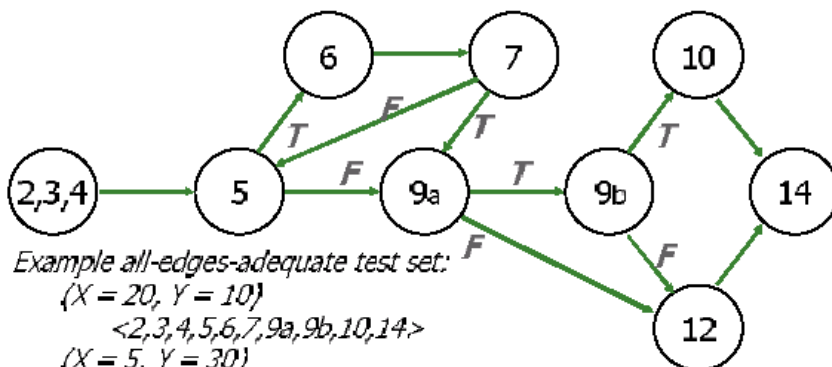 6
7
10
T
F
T
T
2,3,4
5
F
9a
T
9b
14
F
F
Example all-edges-adequate test set:
(X = 20, Y = 10)
<2,3,4,5,6,7,9a,9b,10,14>
12
(X = 5, Y = 30)